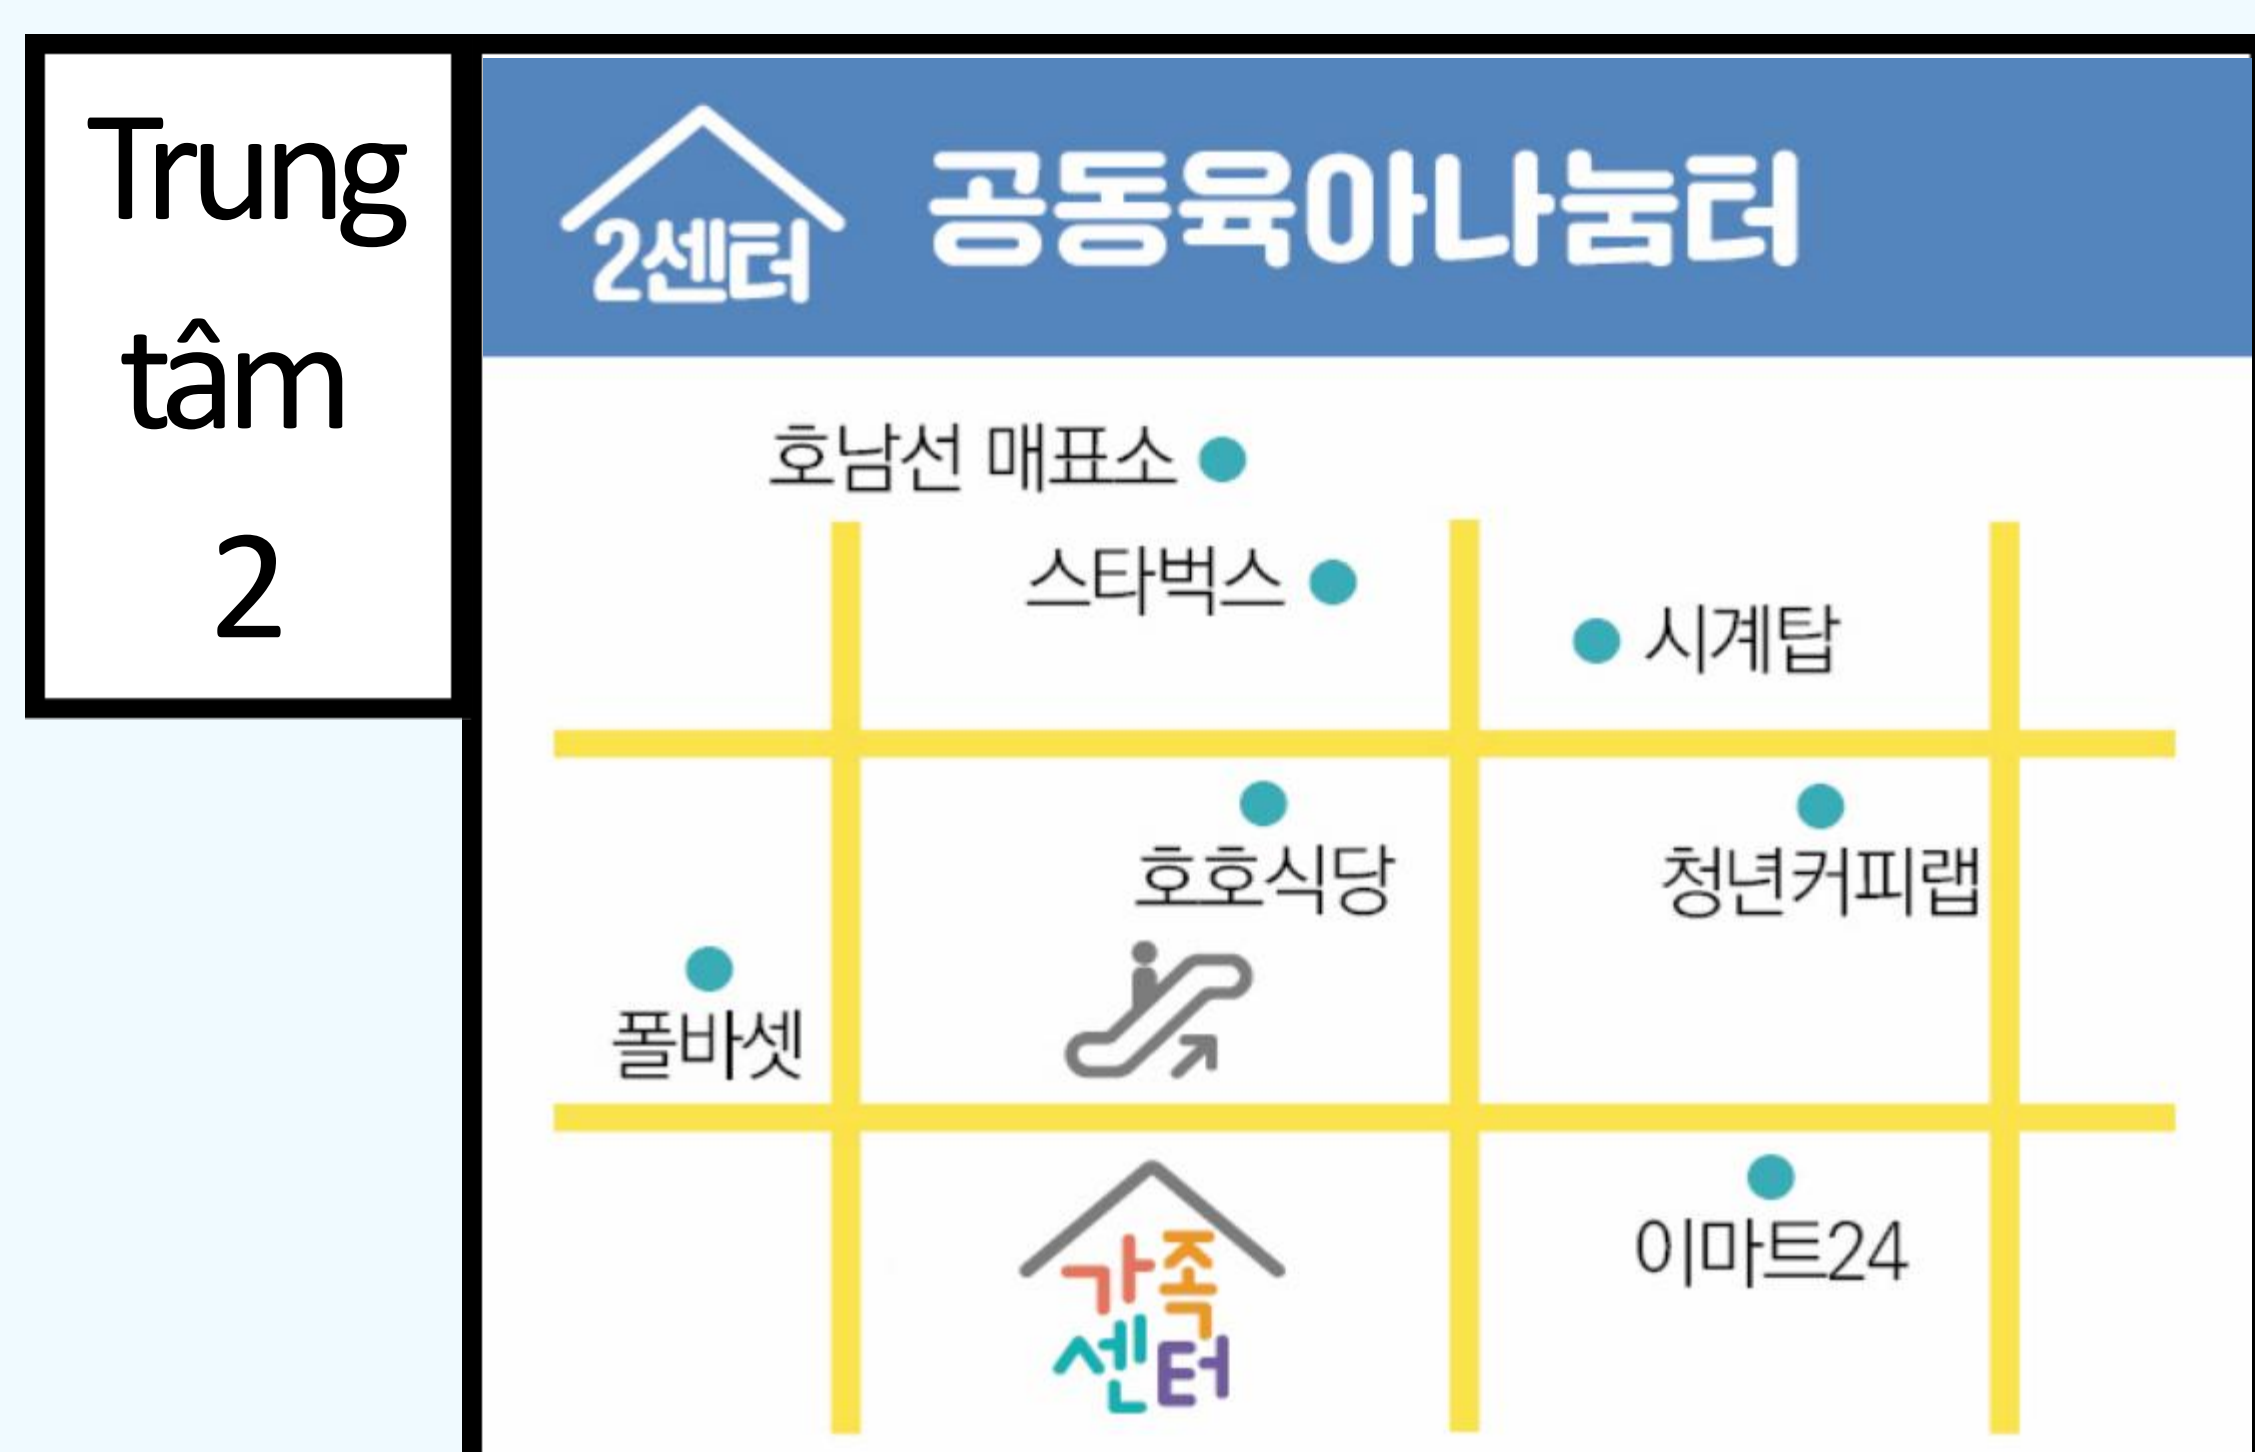 Trung
tâm
2
2센터
공동육아나눔터
호남선 매표소
스타벅스
시계탑
호호식당
청년커피랩
폴바셋
이마트24
가족
센터